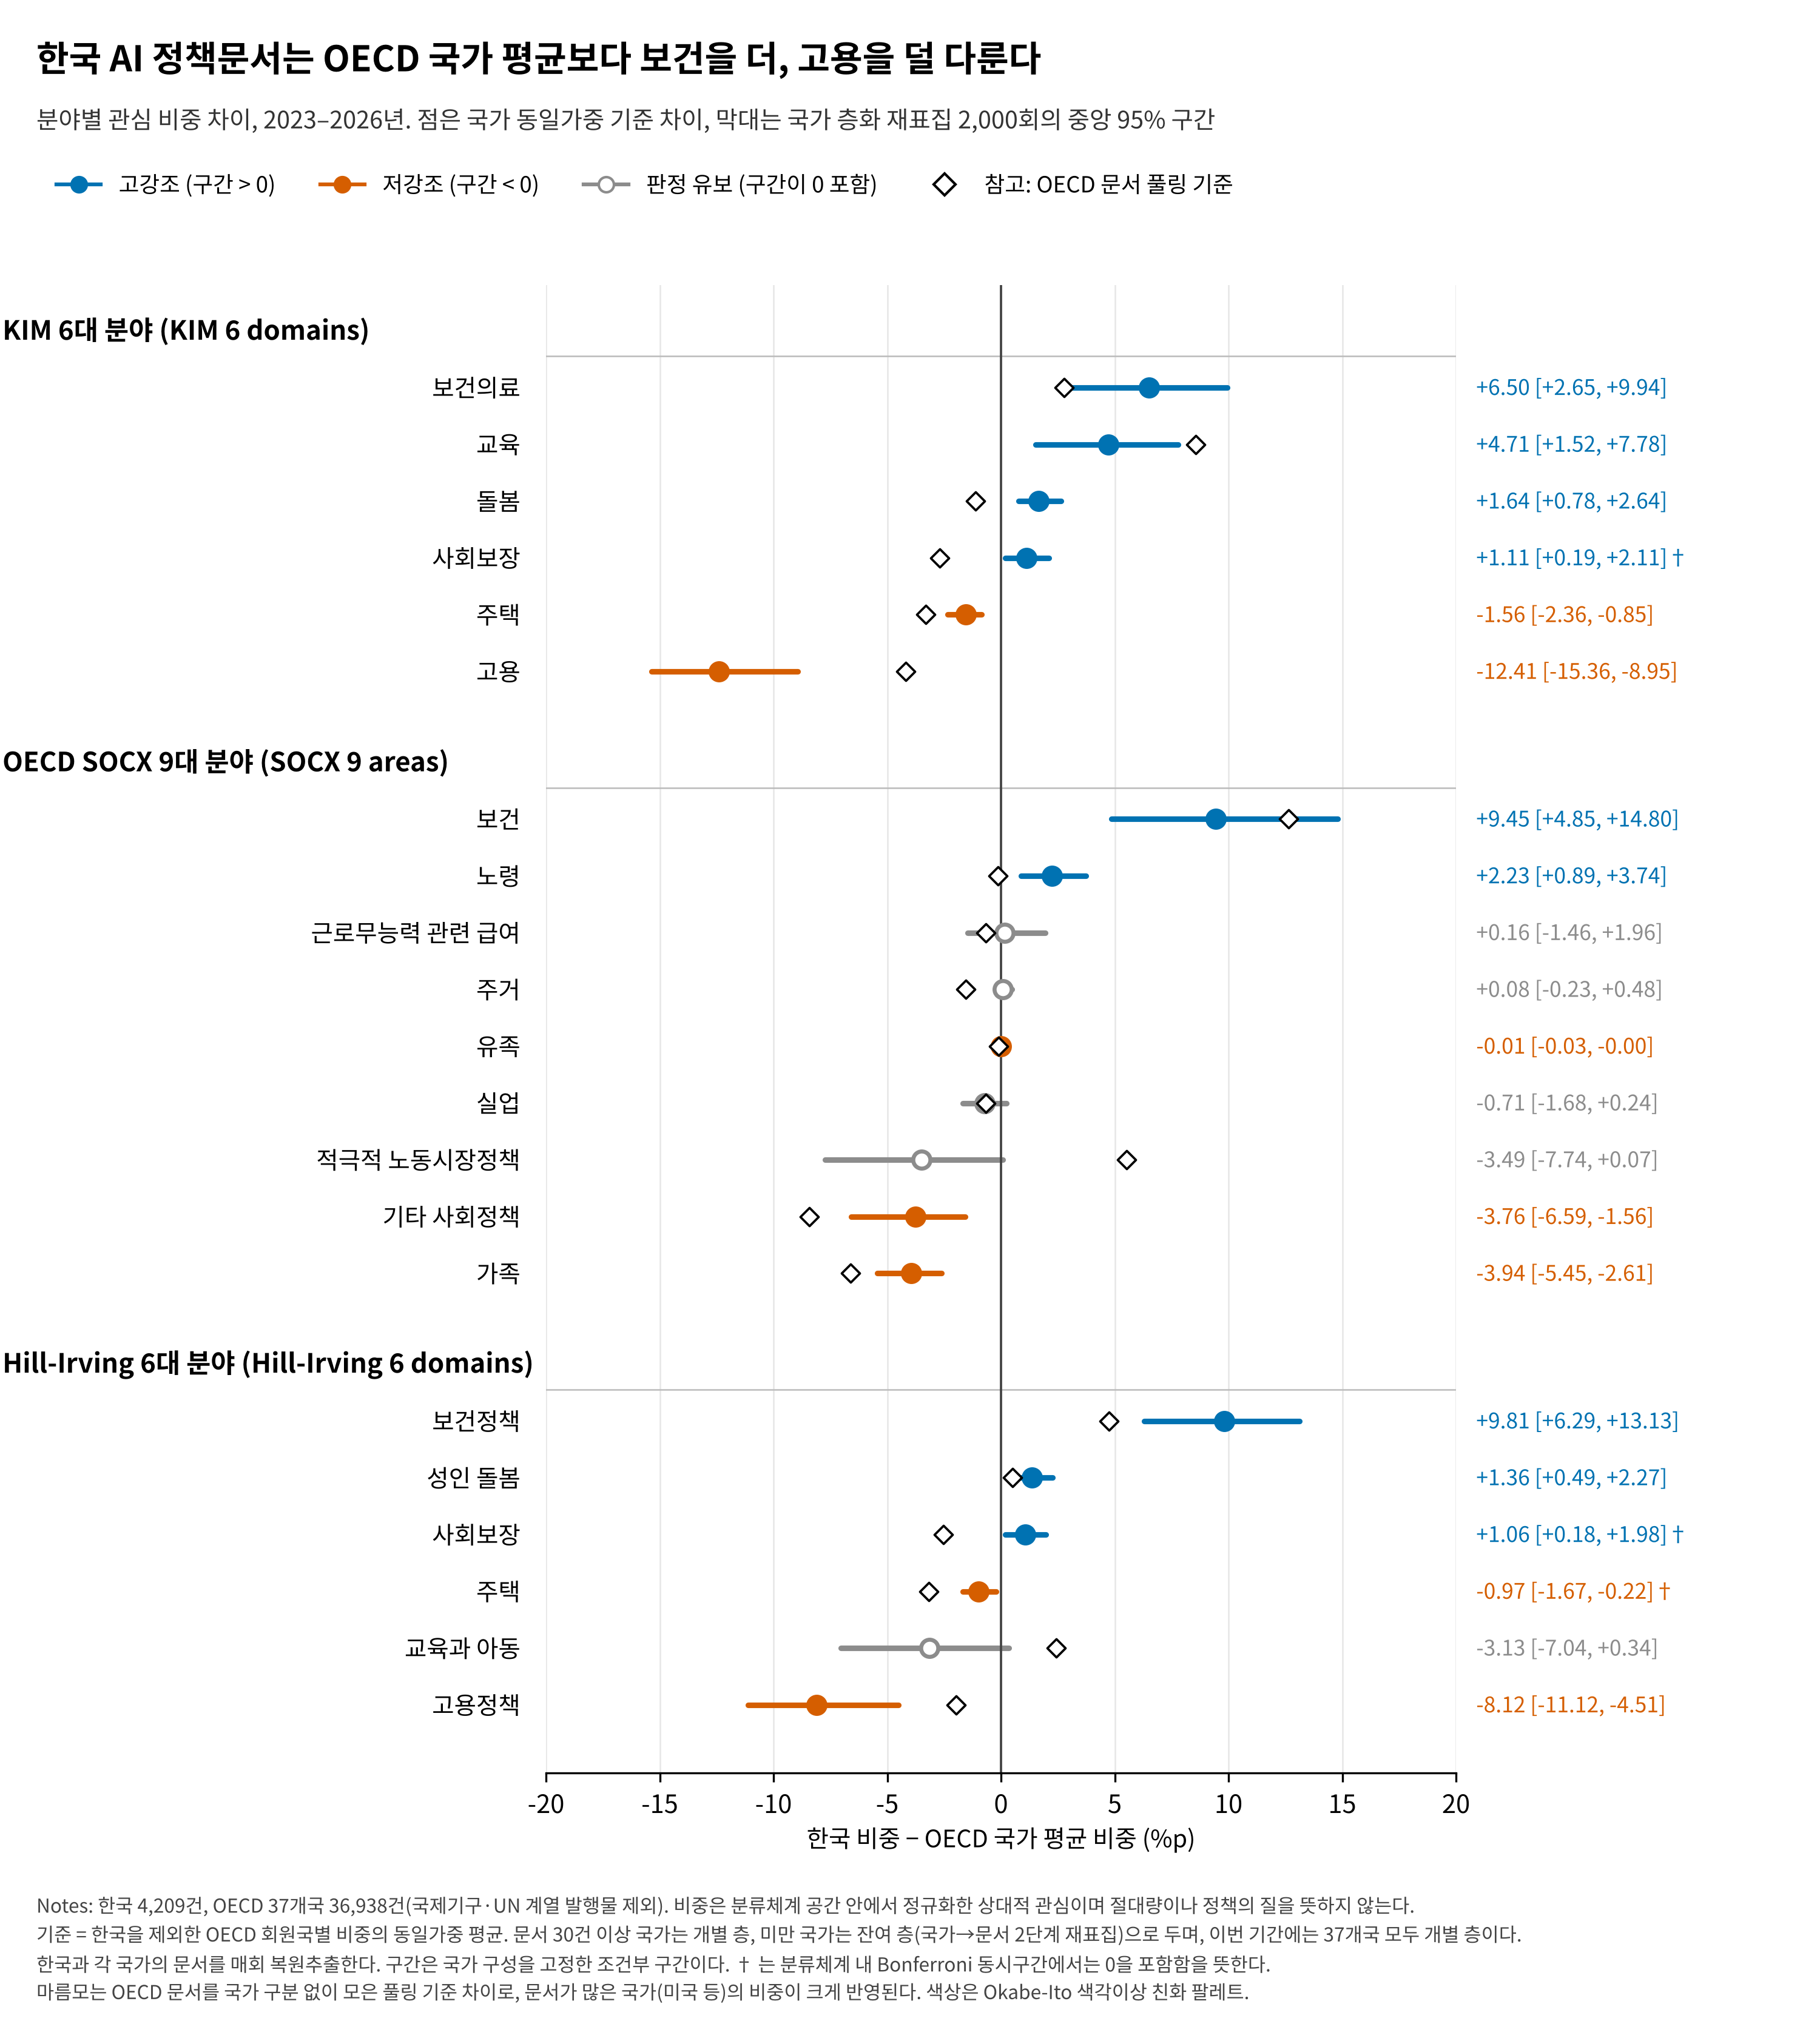 한국 AI 정책문서는 OECD 국가 평균보다 보건을 더, 고용을 덜 다룬다
분야별 관심 비중 차이, 2023–2026년. 점은 국가 동일가중 기준 차이, 막대는 국가 층화 재표집 2,000회의 중앙 95% 구간
고강조 (구간 > 0) 저강조 (구간 < 0) 판정 유보 (구간이 0 포함) 참고: OECD 문서 풀링 기준
KIM 6대 분야 (KIM 6 domains)
보건의료 +6.50 [+2.65, +9.94]
교육 +4.71 [+1.52, +7.78]
돌봄 +1.64 [+0.78, +2.64]
사회보장 +1.11 [+0.19, +2.11] †
주택 -1.56 [-2.36, -0.85]
고용 -12.41 [-15.36, -8.95]
OECD SOCX 9대 분야 (SOCX 9 areas)
보건 +9.45 [+4.85, +14.80]
노령 +2.23 [+0.89, +3.74]
근로무능력 관련 급여 +0.16 [-1.46, +1.96]
주거 +0.08 [-0.23, +0.48]
유족 -0.01 [-0.03, -0.00]
실업 -0.71 [-1.68, +0.24]
적극적 노동시장정책 -3.49 [-7.74, +0.07]
기타 사회정책 -3.76 [-6.59, -1.56]
가족 -3.94 [-5.45, -2.61]
Hill-Irving 6대 분야 (Hill-Irving 6 domains)
보건정책 +9.81 [+6.29, +13.13]
성인 돌봄 +1.36 [+0.49, +2.27]
사회보장 +1.06 [+0.18, +1.98] †
주택 -0.97 [-1.67, -0.22] †
교육과 아동 -3.13 [-7.04, +0.34]
고용정책 -8.12 [-11.12, -4.51]
-20 -15 -10 -5 0 5 10 15 20
한국 비중 − OECD 국가 평균 비중 (%p)
Notes: 한국 4,209건, OECD 37개국 36,938건(국제기구·UN 계열 발행물 제외). 비중은 분류체계 공간 안에서 정규화한 상대적 관심이며 절대량이나 정책의 질을 뜻하지 않는다.
기준 = 한국을 제외한 OECD 회원국별 비중의 동일가중 평균. 문서 30건 이상 국가는 개별 층, 미만 국가는 잔여 층(국가→문서 2단계 재표집)으로 두며, 이번 기간에는 37개국 모두 개별 층이다.
한국과 각 국가의 문서를 매회 복원추출한다. 구간은 국가 구성을 고정한 조건부 구간이다. † 는 분류체계 내 Bonferroni 동시구간에서는 0을 포함함을 뜻한다.
마름모는 OECD 문서를 국가 구분 없이 모은 풀링 기준 차이로, 문서가 많은 국가(미국 등)의 비중이 크게 반영된다. 색상은 Okabe-Ito 색각이상 친화 팔레트.